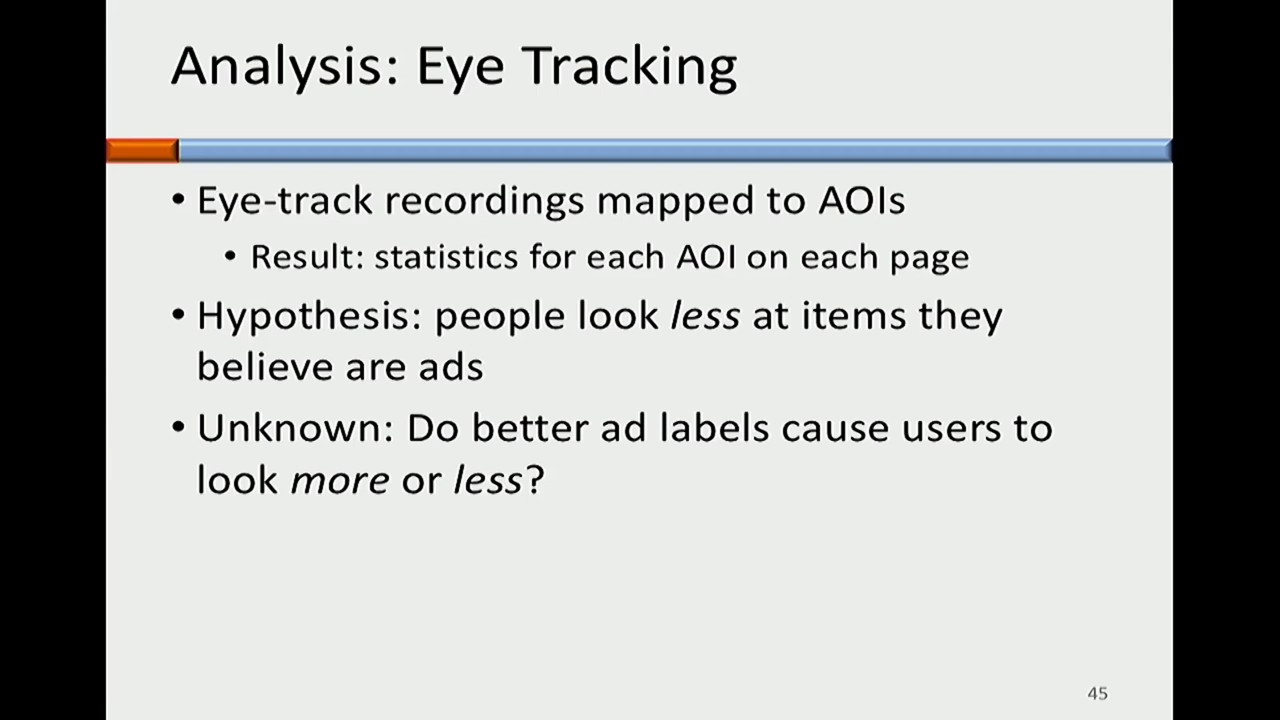 Analysis: Eye Tracking
• Eye-track recordings mapped to AOIs
• Result: statistics for each AOI on each page
• Hypothesis: people look less at items they
believe are ads
• Unknown: Do better ad labels cause users to
look more or less?
45